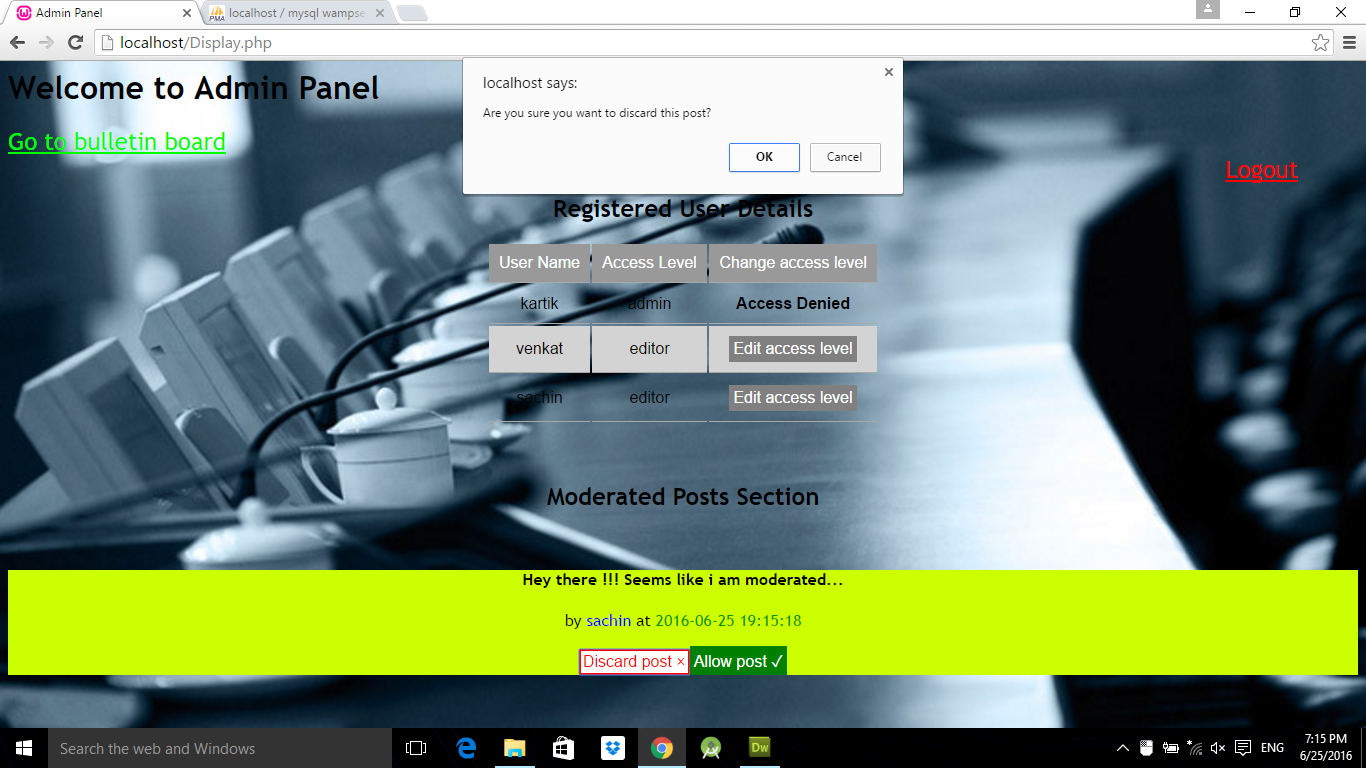 Admin Panel
localhost / mysql wampse
localhost/Display.php
Welcome to Admin Panel
Go to bulletin board
localhost says:
Are you sure you want to discard this post?
OK Cancel
Logout
Registered User Details
User Name Access Level Change access level
kartik admin Access Denied
venkat editor Edit access level
sachin editor Edit access level
Moderated Posts Section
Hey there !!! Seems like i am moderated...
by sachin at 2016-06-25 19:15:18
Discard post × Allow post ✓
Search the web and Windows
Dw
ENG
7:15 PM
6/25/2016